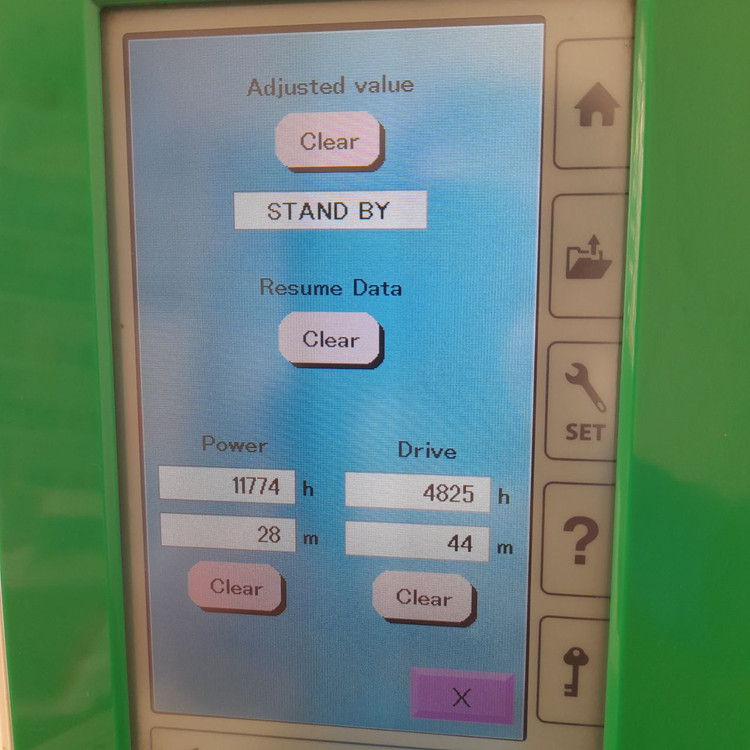 Adjusted value
Clear
STAND BY
Resume Data
Clear
Power
11774 h
28 m
Clear
Drive
4825 h
44 m
Clear
X
SET
?